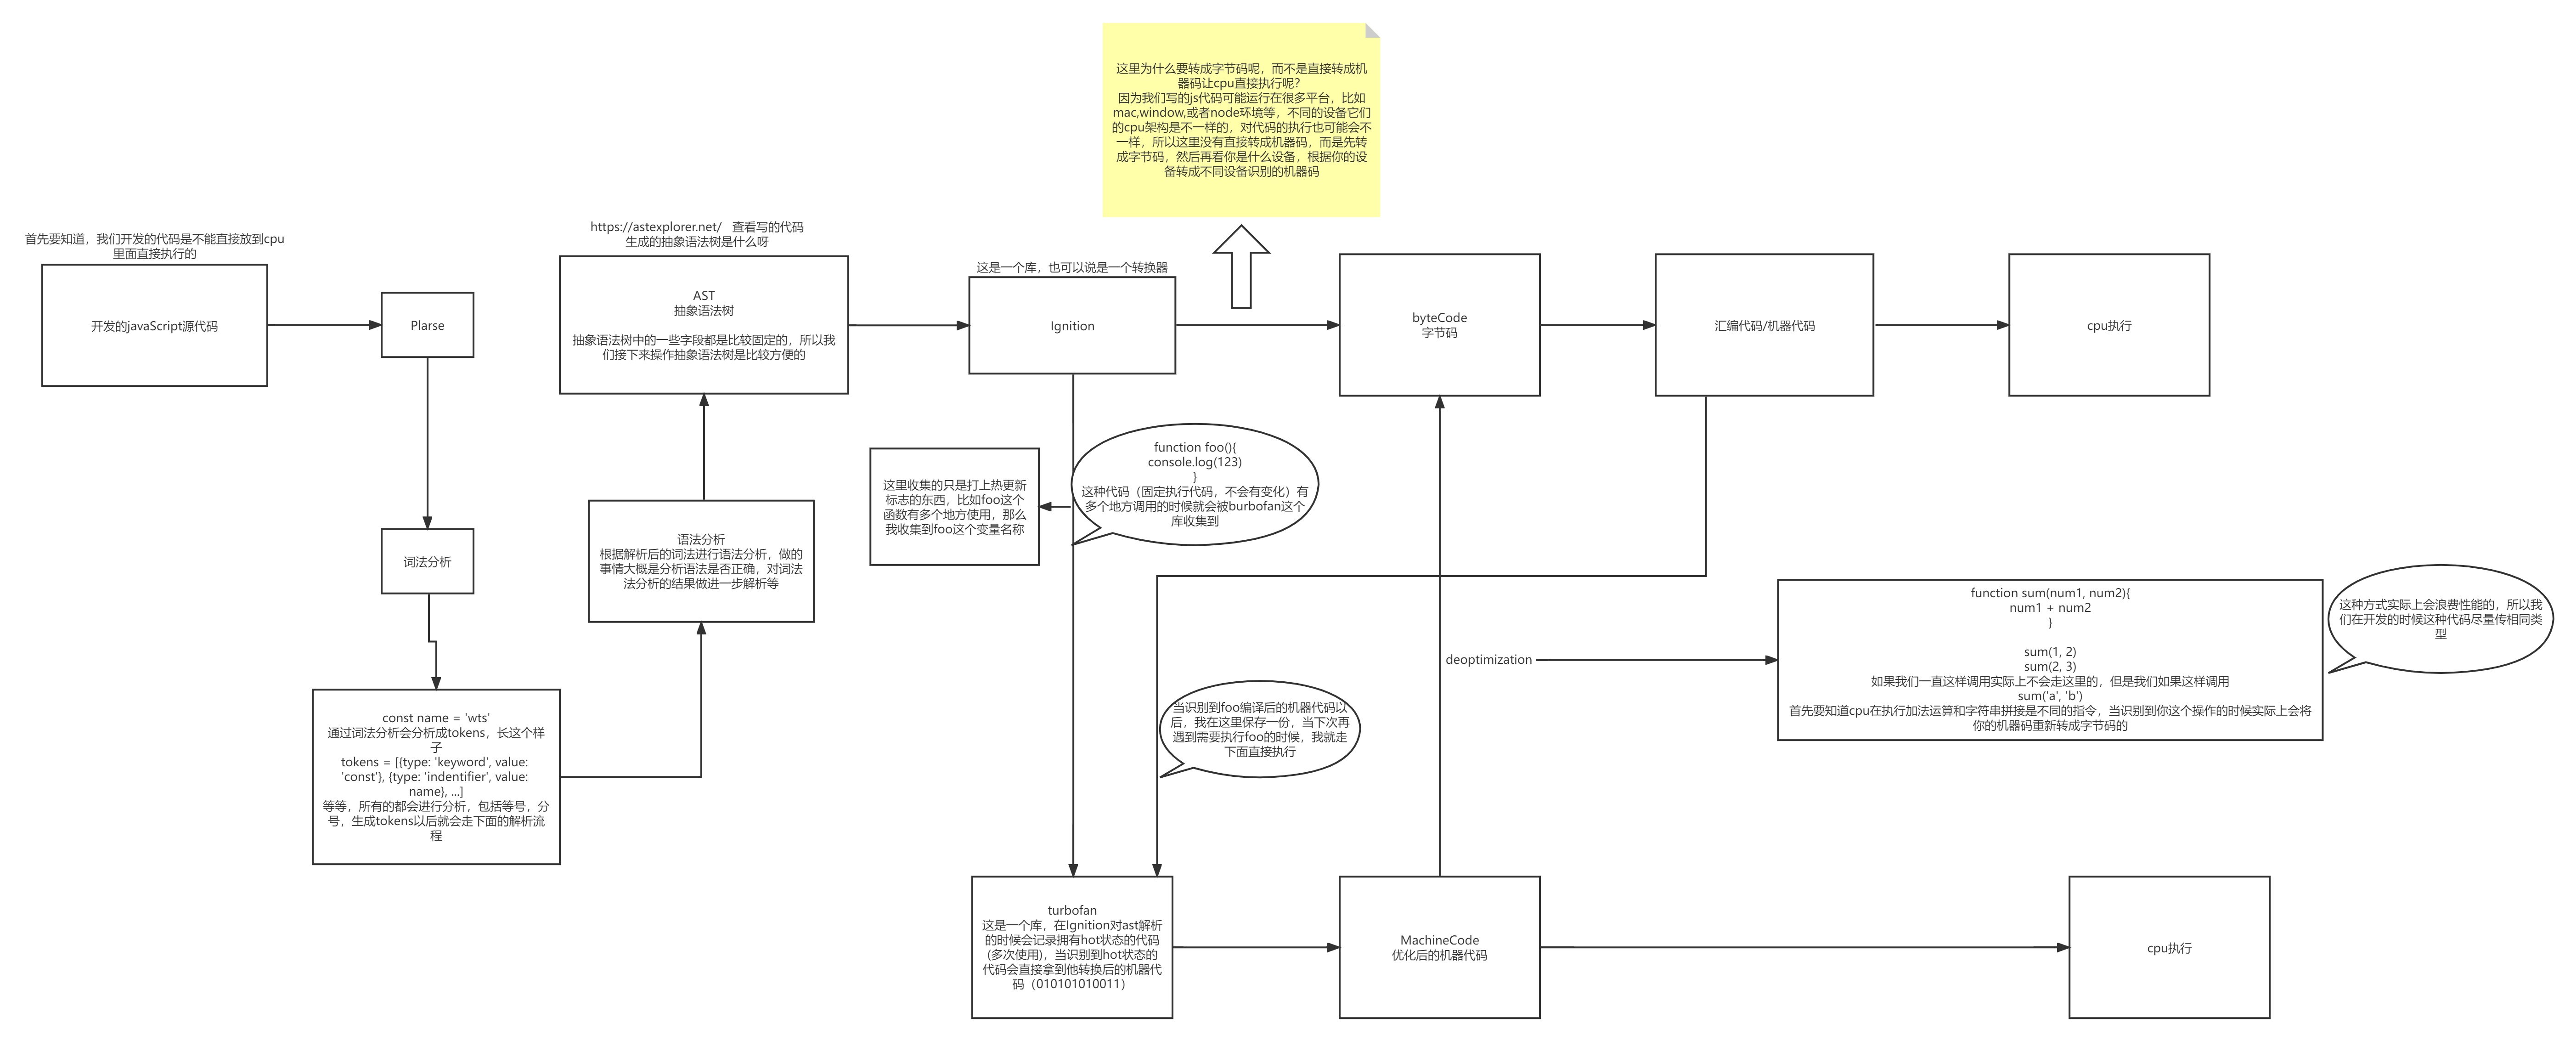 这里为什么要转成字节码呢，而不是直接转成机
器码让cpu直接执行呢？
因为我们写的js代码可能运行在很多平台，比如
mac,window,或者node环境等，不同的设备它们
的cpu架构是不一样的，对代码的执行也可能会不
一样，所以这里没有直接转成机器码，而是先转
成字节码，然后再看你是什么设备，根据你的设
备转成不同设备识别的机器码
首先要知道，我们开发的代码是不能直接放到cpu
里面直接执行的
开发的javaScript源代码
Plarse
https://astexplorer.net/ 查看写的代码
生成的抽象语法树是什么呀
AST
抽象语法树
抽象语法树中的一些字段都是比较固定的，所以我
们接下来操作抽象语法树是比较方便的
这是一个库，也可以说是一个转换器
Ignition
byteCode
字节码
汇编代码/机器代码
cpu执行
词法分析
const name = 'wts'
通过词法分析会分析成tokens，长这个样
子
tokens = [{type: 'keyword', value:
'const'}, {type: 'indentifier', value:
name}, ...]
等等，所有的都会进行分析，包括等号，分
号，生成tokens以后就会走下面的解析流
程
语法分析
根据解析后的词法进行语法分析，做的
事情大概是分析语法是否正确，对词法
法分析的结果做进一步解析等
这里收集的只是打上热更新
标志的东西，比如foo这个
函数有多个地方使用，那么
我收集到foo这个变量名称
function foo(){
console.log(123)
}
这种代码（固定执行代码，不会有变化）有
多个地方调用的时候就会被burbofan这个
库收集到
当识别到foo编译后的机器代码以
后，我在这里保存一份，当下次再
遇到需要执行foo的时候，我就走
下面直接执行
deoptimization
function sum(num1, num2){
num1 + num2
}
sum(1, 2)
sum(2, 3)
如果我们一直这样调用实际上不会走这里的，但是我们如果这样调用
sum('a', 'b')
首先要知道cpu在执行加法运算和字符串拼接是不同的指令，当识别到你这个操作的时候实际上会将
你的机器码重新转成字节码的
这种方式实际上会浪费性能的，所以我
们在开发的时候这种代码尽量传相同类
型
turbofan
这是一个库，在Ignition对ast解析
的时候会记录拥有hot状态的代码
(多次使用)，当识别到hot状态的
代码会直接拿到他转换后的机器代
码（010101010011）
MachineCode
优化后的机器代码
cpu执行